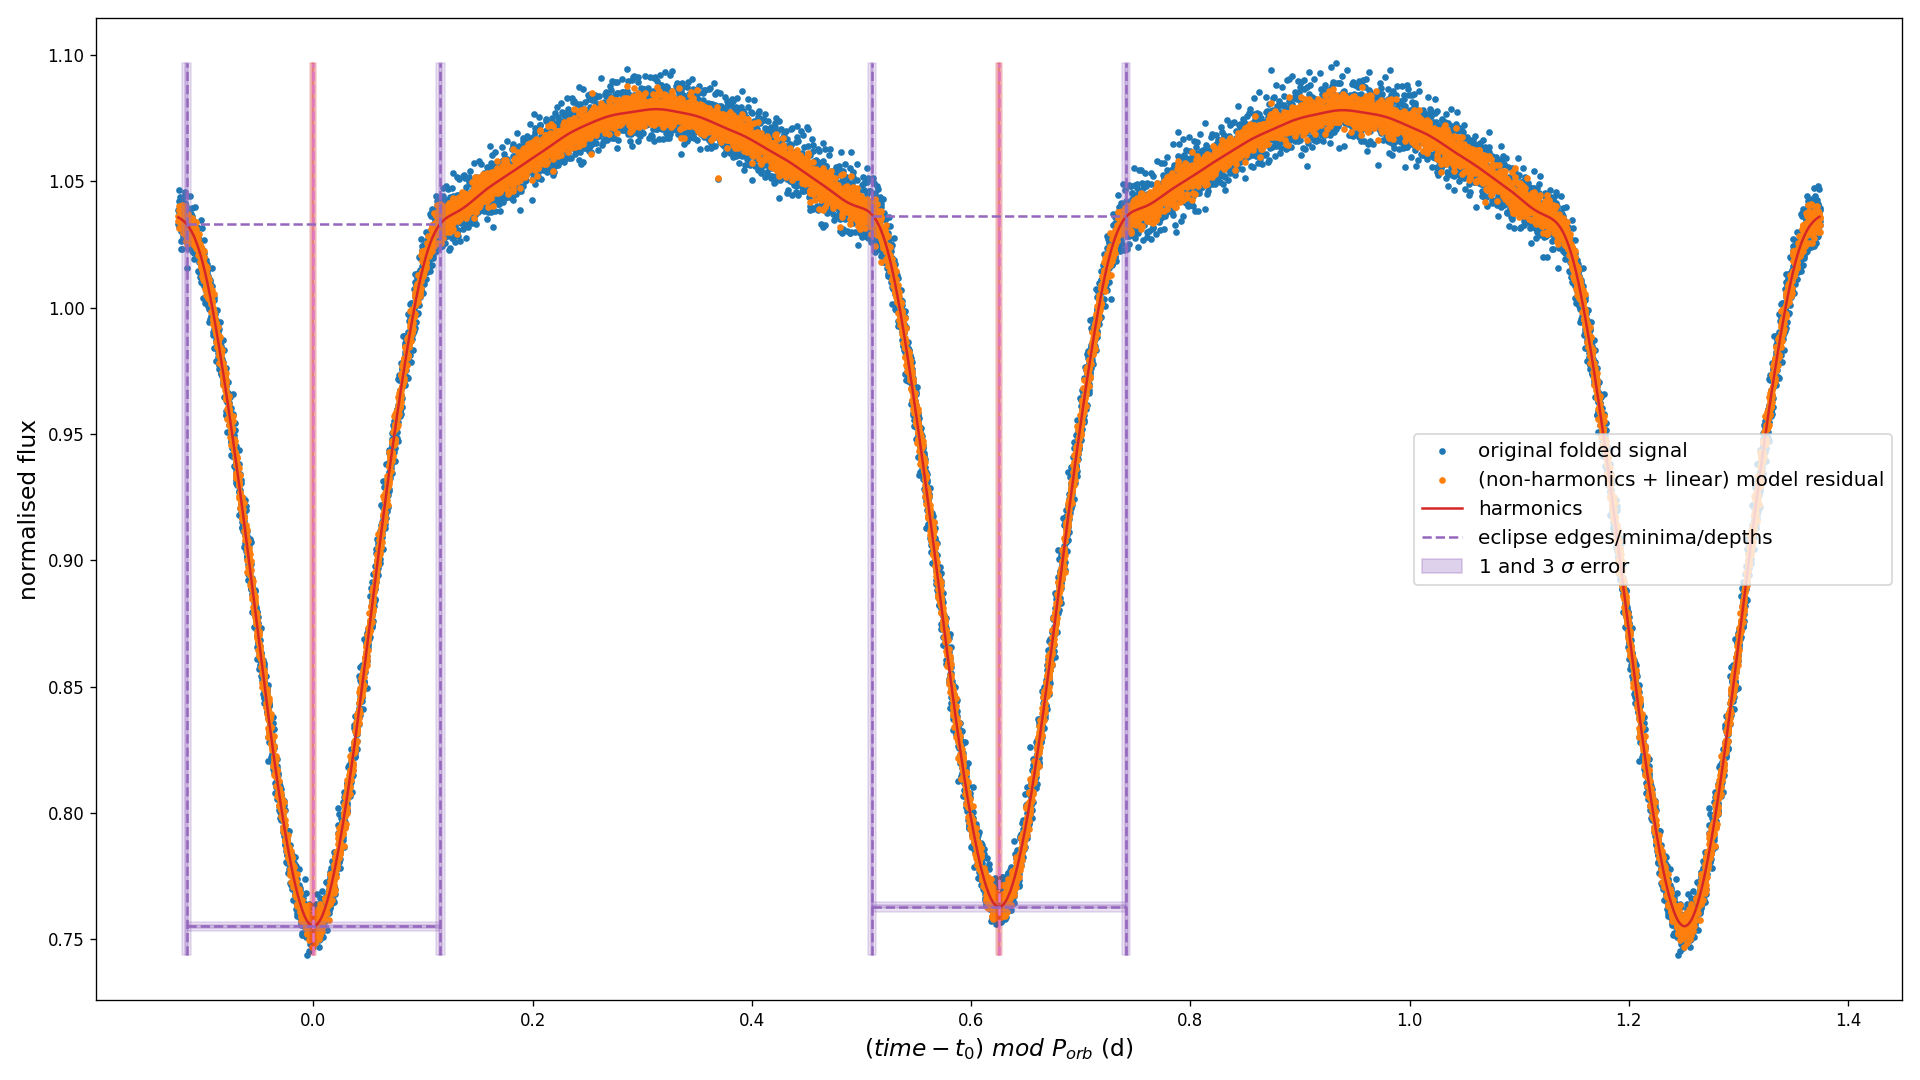 1.10
1.05
1.00
0.95
0.90
0.85
0.80
0.75
normalised flux
original folded signal
(non-harmonics + linear) model residual
harmonics
eclipse edges/minima/depths
1 and 3 σ error
0.0 0.2 0.4 0.6 0.8 1.0 1.2 1.4
(time − t₀) mod Pₒᵣb (d)